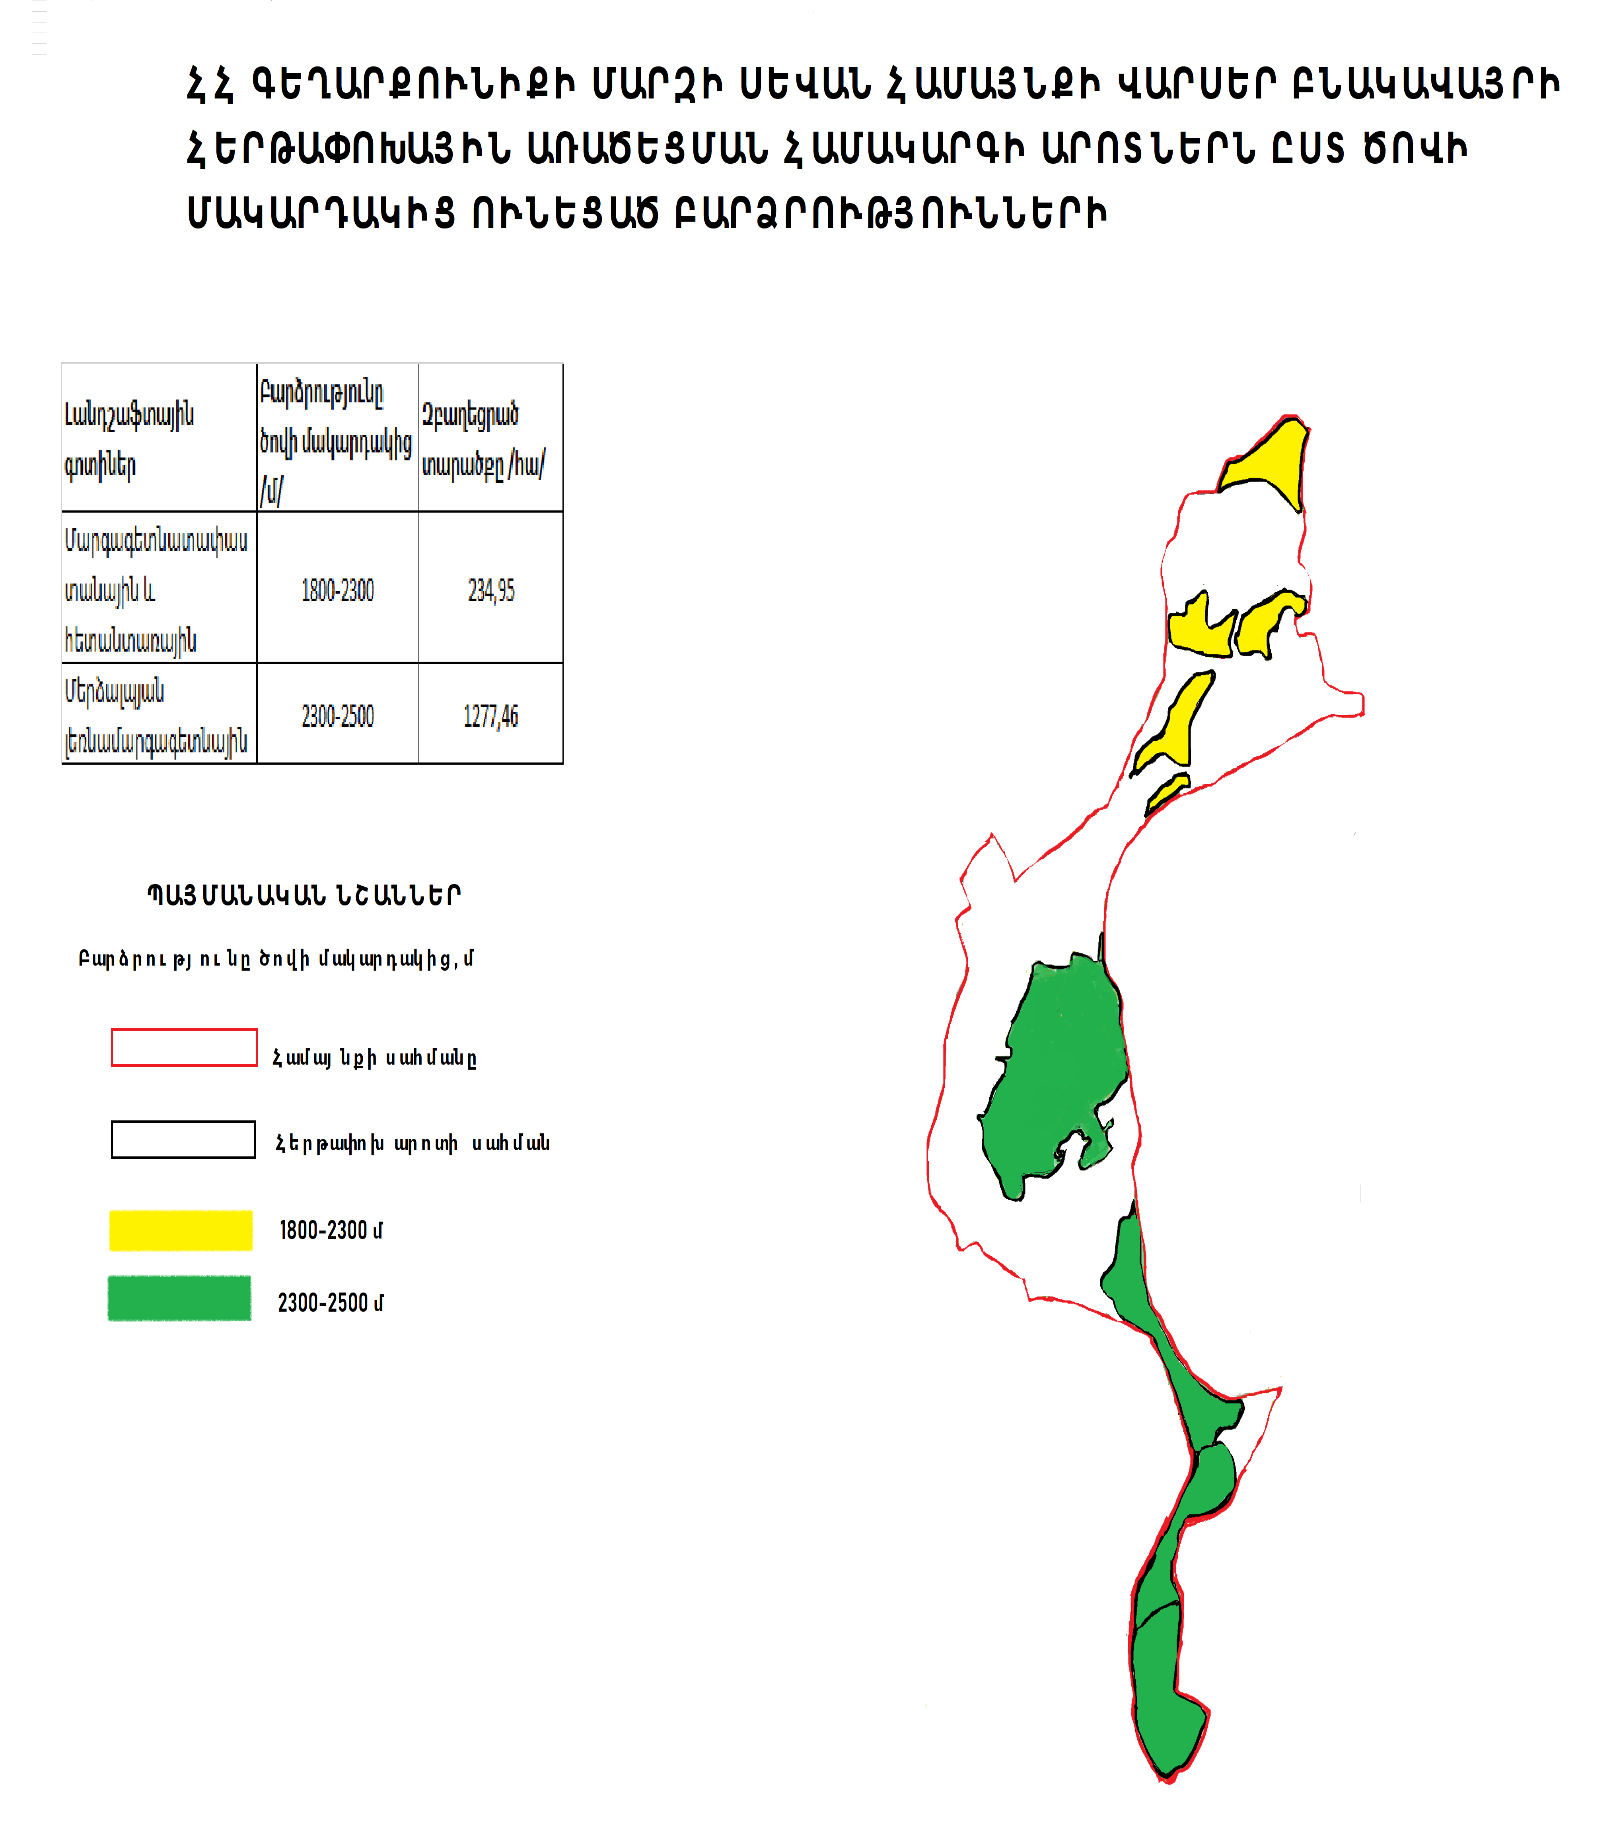 ՀՀ ԳԵՂԱՐՔՈՒՆԻՔԻ ՄԱՐԶԻ ՍԵՎԱՆ ՀԱՄԱՅՆՔԻ ՎԱՐՍԵՐ ԲՆԱԿԱՎԱՅՐԻ
ՀԵՐԹԱՓՈԽԱՅԻՆ ԱՌԱԾԵՑՄԱՆ ՀԱՄԱԿԱՐԳԻ ԱՐՈՏՆԵՐՆ ԸՍՏ ԾՈՎԻ
ՄԱԿԱՐԴԱԿԻՑ ՈՒՆԵՑԱԾ ԲԱՐՁՐՈՒԹՅՈՒՆՆԵՐԻ
Լանդշաֆտային
գոտիներ
Բարձրությունը
ծովի մակարդակից
/մ/
Զբաղեցրած
տարածքը /հա/
Մարգագետնատափաս
տանային և
հետանտառային
1800-2300
234,95
Մերձալպյան
լեռնամարգագետնային
2300-2500
1277,46
ՊԱՅՄԱՆԱԿԱՆ ՆՇԱՆՆԵՐ
Բարձրությունը ծովի մակարդակից,մ
Համայնքի սահմանը
Հերթափոխ արոտի սահման
1800-2300 մ
2300-2500 մ